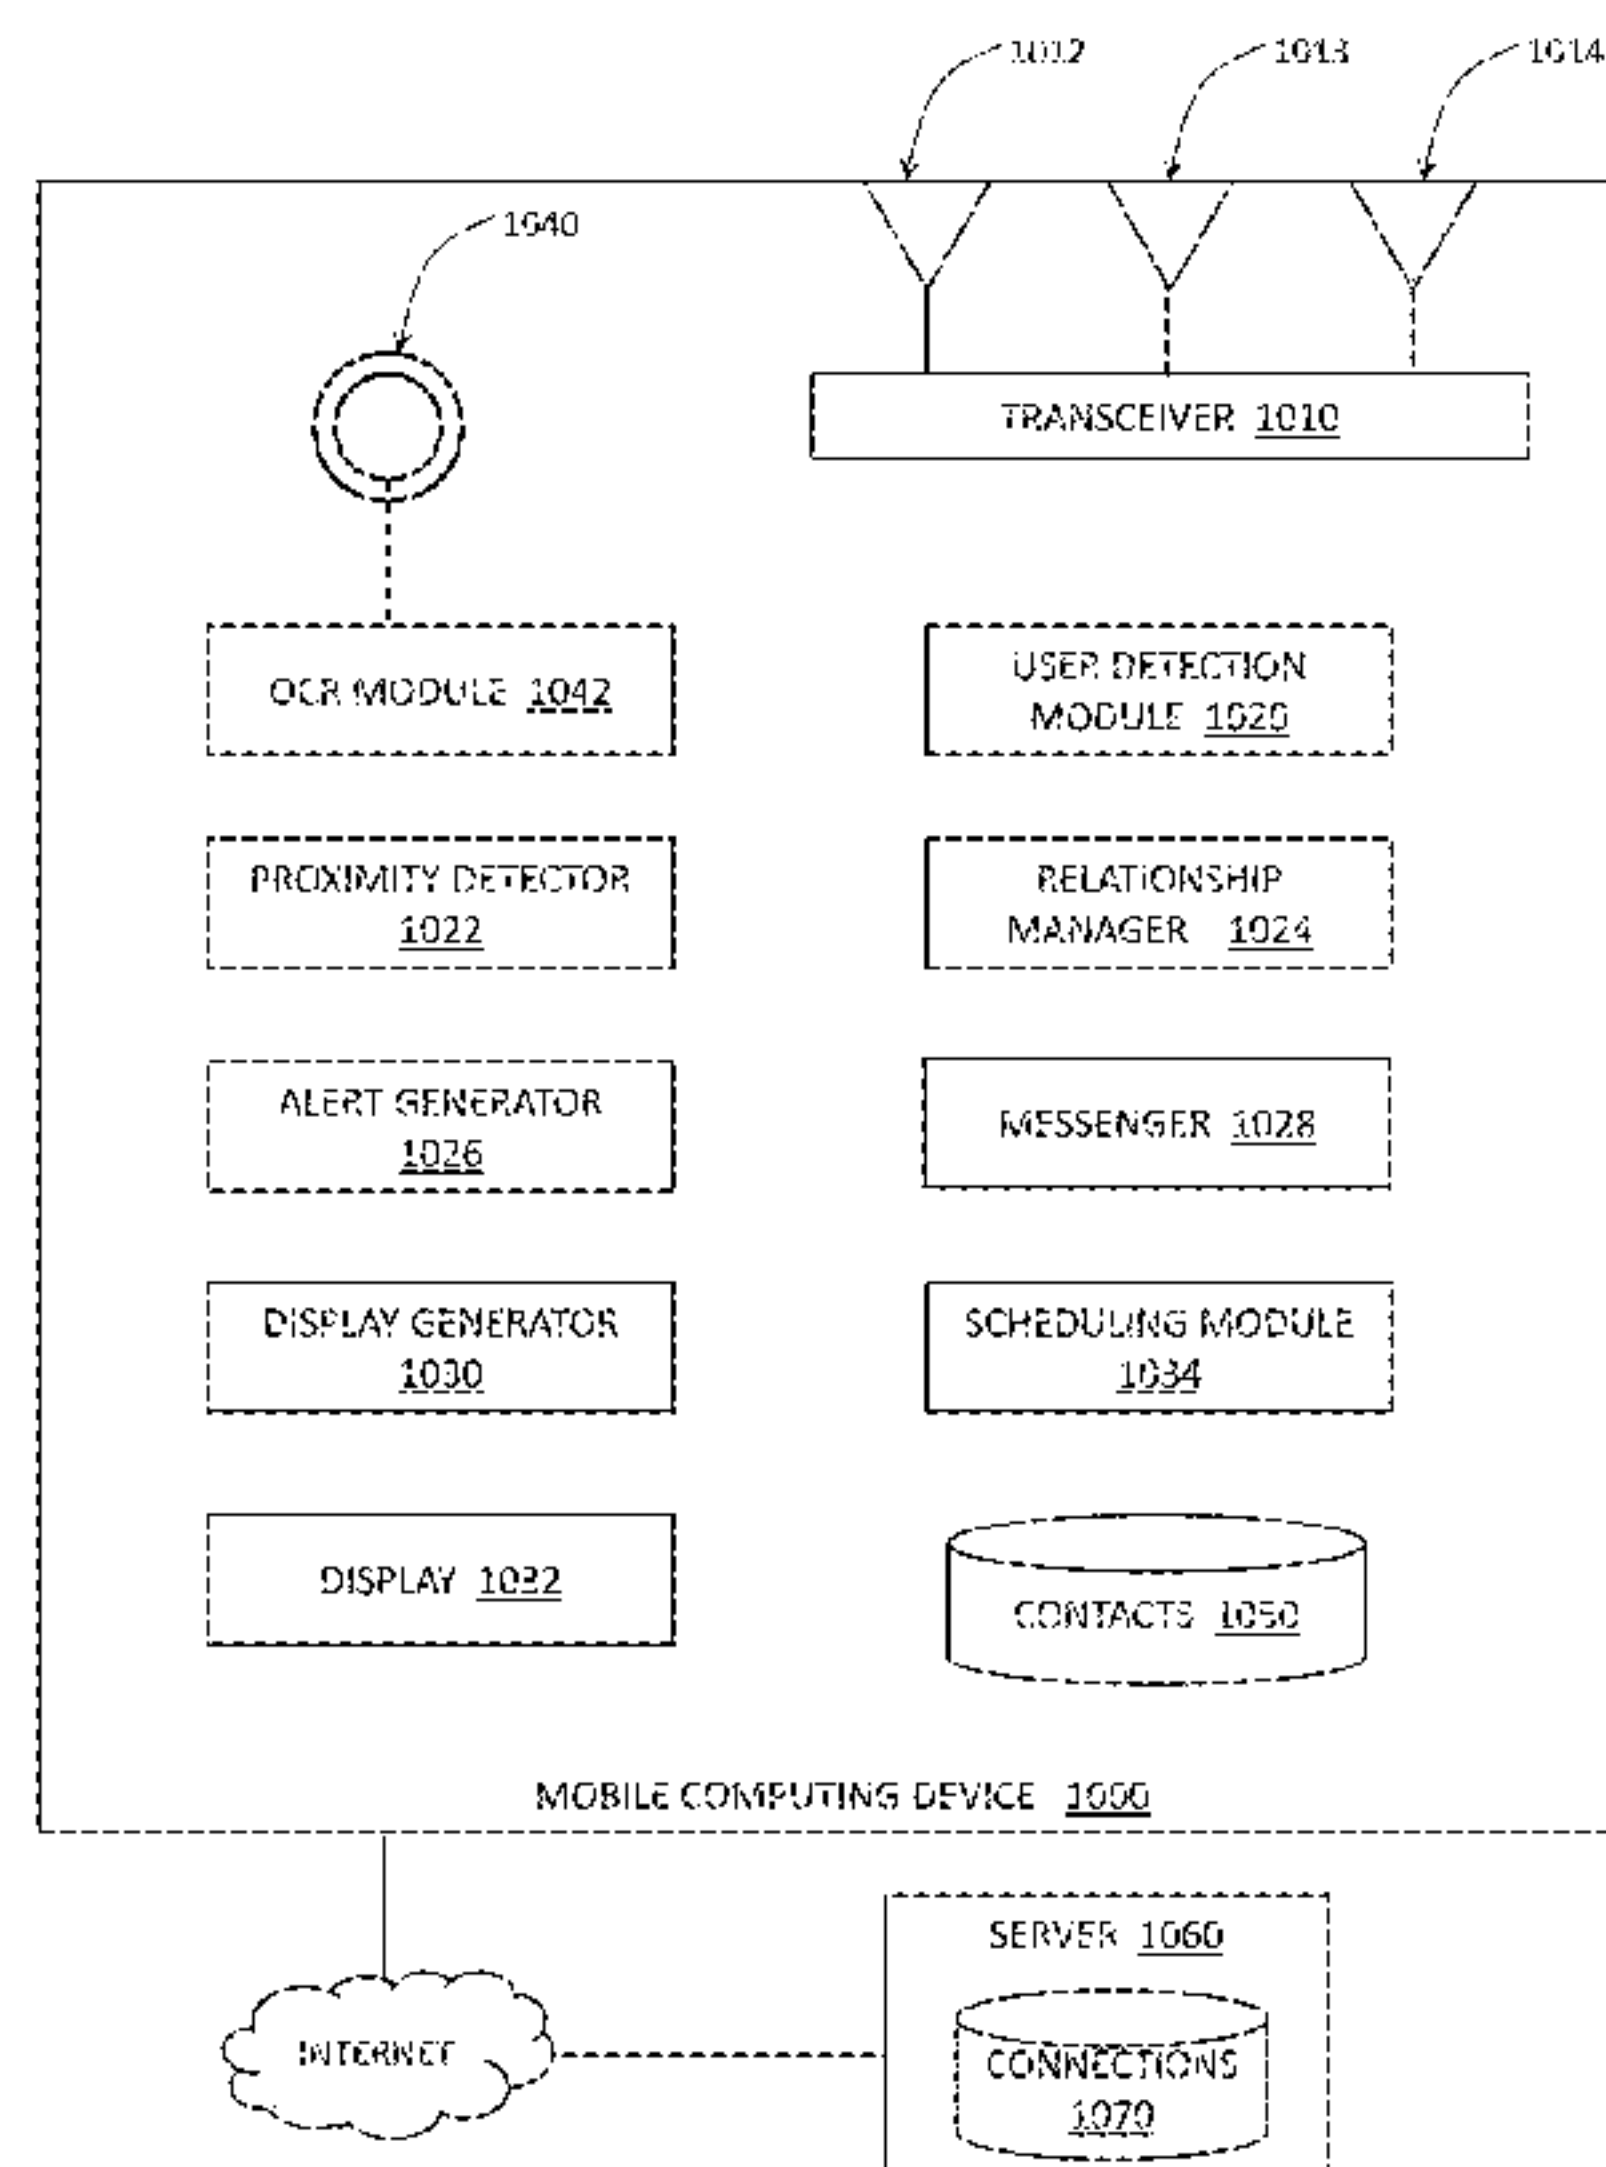 1012
1013
1014
1040
TRANSCEIVER 1010
OCR MODULE 1042
USER DETECTION
MODULE 1020
PROXIMITY DETECTOR
1022
RELATIONSHIP
MANAGER 1024
ALERT GENERATOR
1026
MESSENGER 1028
DISPLAY GENERATOR
1030
SCHEDULING MODULE
1034
DISPLAY 1032
CONTACTS 1050
MOBILE COMPUTING DEVICE 1000
SERVER 1060
INTERNET
CONNECTIONS
1070